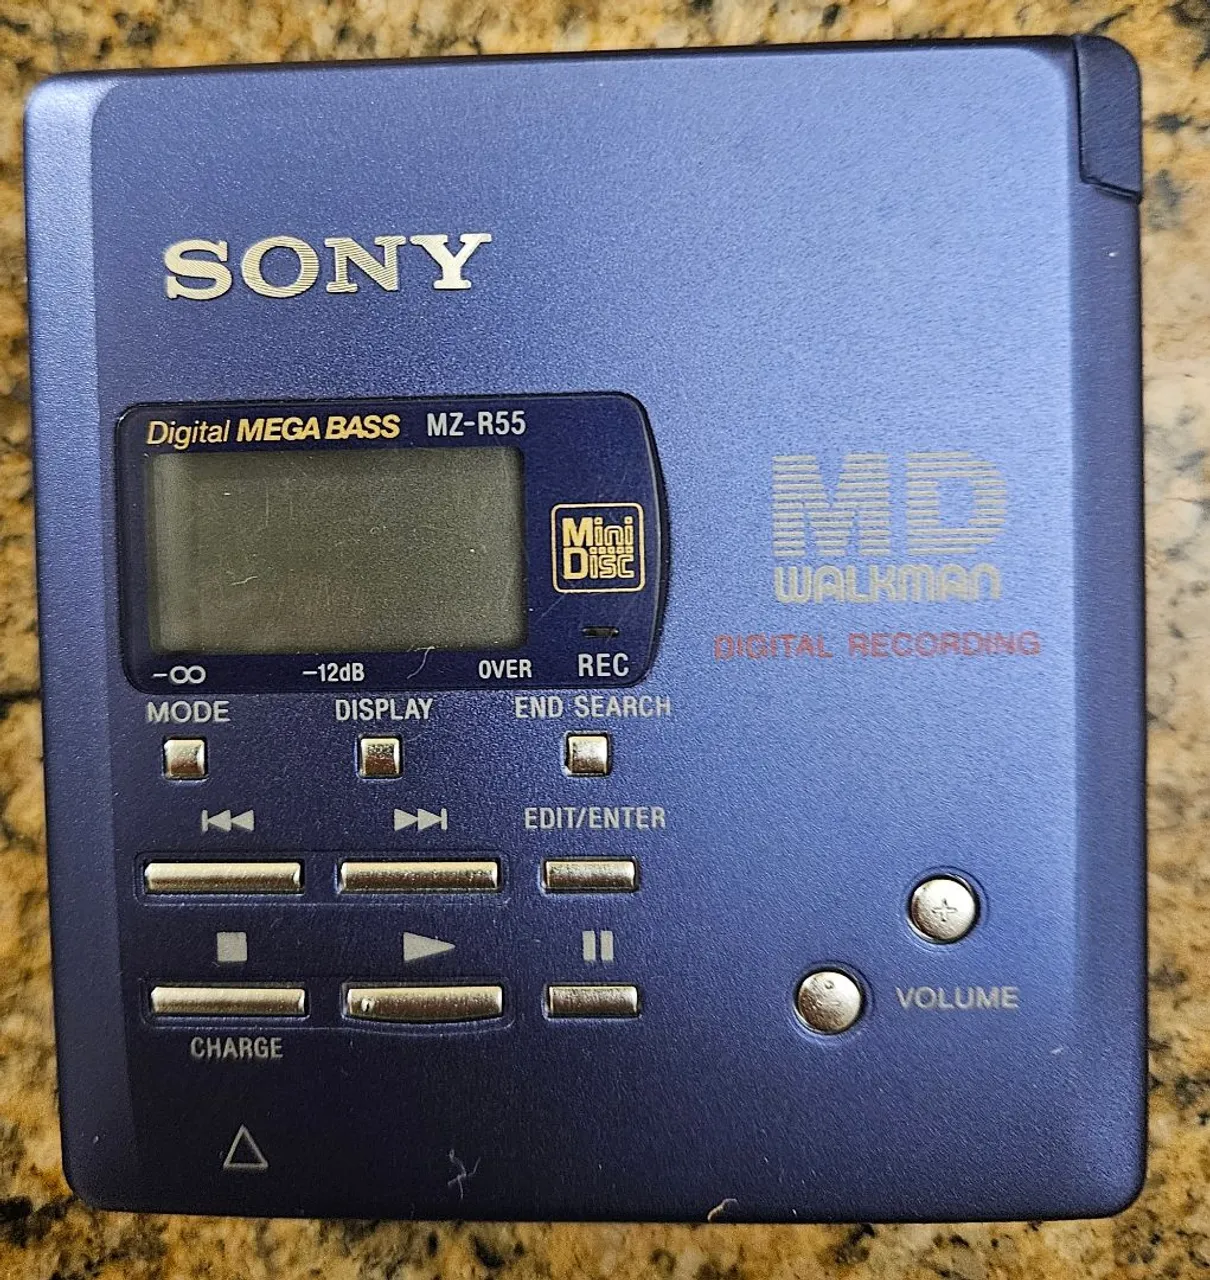 SONY
Digital MEGA BASS MZ-R55
Mini
Disc
MD
WALKMAN
DIGITAL RECORDING
−∞ −12dB OVER REC
MODE DISPLAY END SEARCH
EDIT/ENTER
+
-
VOLUME
CHARGE